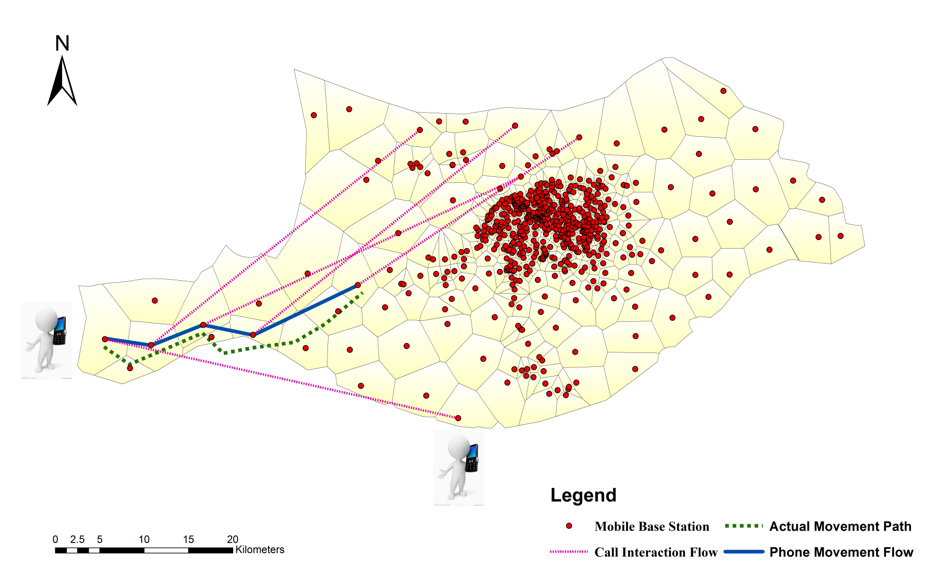 N
Legend
Mobile Base Station
Actual Movement Path
Call Interaction Flow
Phone Movement Flow
0 2.5 5 10 15 20
Kilometers